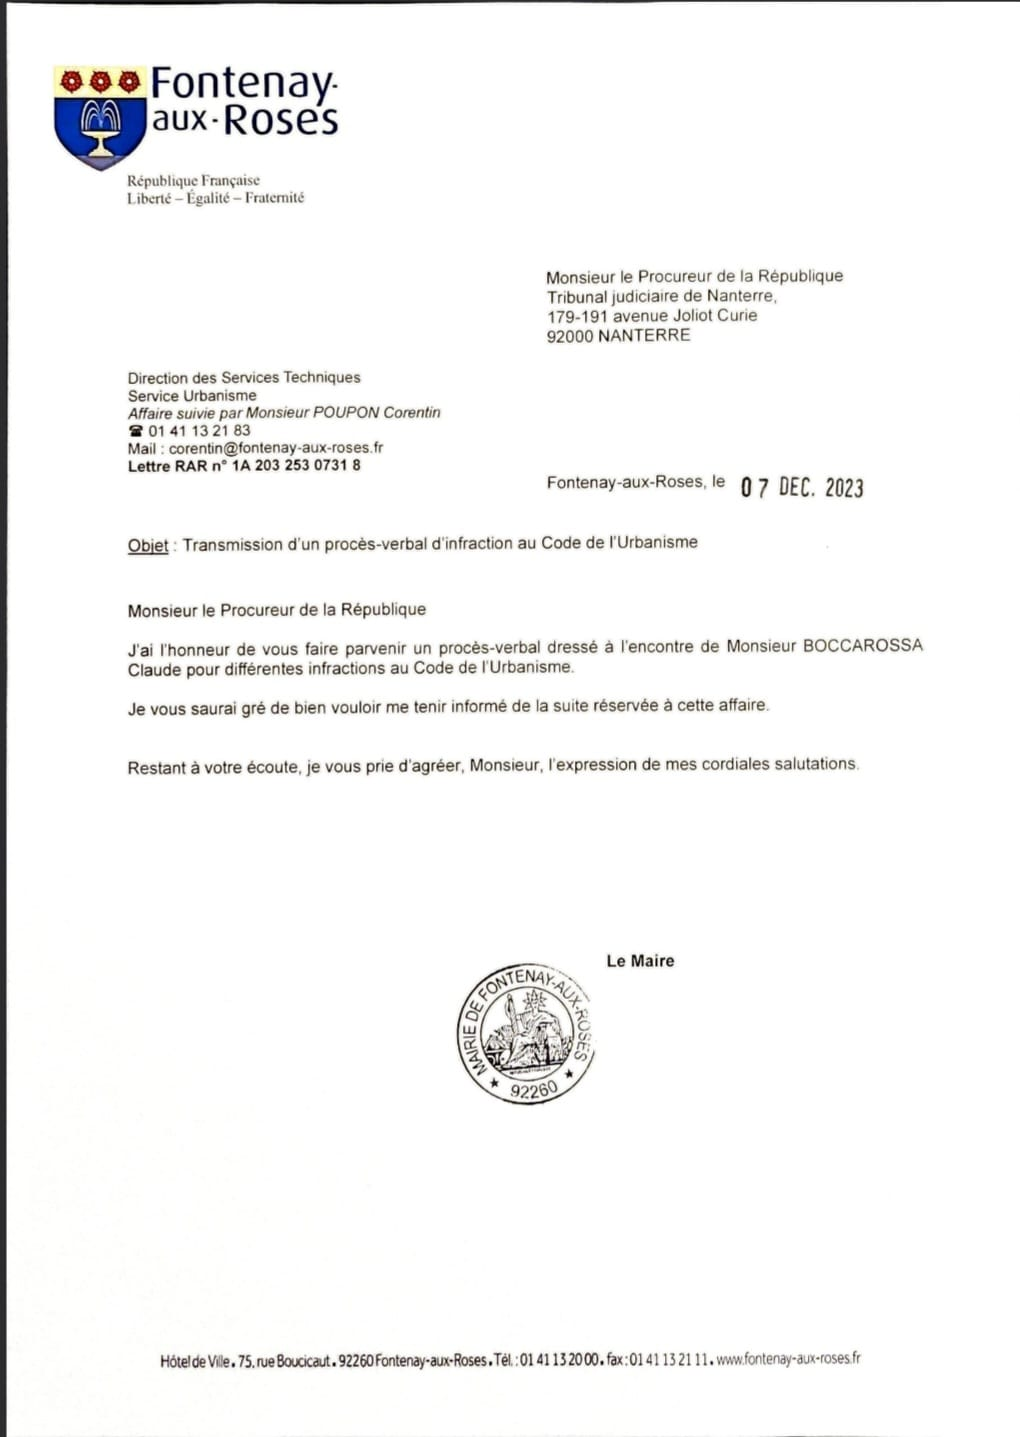 Fontenay-
aux-Roses
République Française
Liberté – Égalité – Fraternité
Monsieur le Procureur de la République
Tribunal judiciaire de Nanterre,
179-191 avenue Joliot Curie
92000 NANTERRE
Direction des Services Techniques
Service Urbanisme
Affaire suivie par Monsieur POUPON Corentin
☎ 01 41 13 21 83
Mail : corentin@fontenay-aux-roses.fr
Lettre RAR n° 1A 203 253 0731 8
Fontenay-aux-Roses, le 07 DEC. 2023
Objet : Transmission d'un procès-verbal d'infraction au Code de l'Urbanisme
Monsieur le Procureur de la République
J'ai l'honneur de vous faire parvenir un procès-verbal dressé à l'encontre de Monsieur BOCCAROSSA
Claude pour différentes infractions au Code de l'Urbanisme.
Je vous saurai gré de bien vouloir me tenir informé de la suite réservée à cette affaire.
Restant à votre écoute, je vous prie d'agréer, Monsieur, l'expression de mes cordiales salutations.
Le Maire
MAIRIE DE FONTENAY-AUX-ROSES
★ 92260 ★
Hôtel de Ville. 75, rue Boucicaut. 92260 Fontenay-aux-Roses. Tél. : 01 41 13 20 00. fax : 01 41 13 21 11. www.fontenay-aux-roses.fr